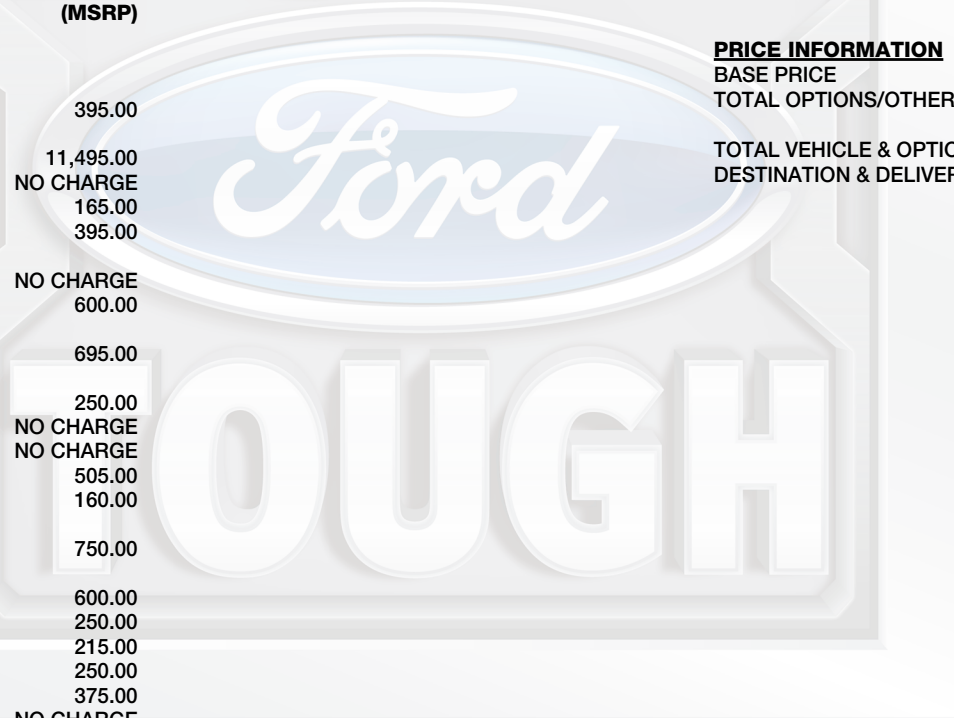 (MSRP)
395.00
11,495.00
NO CHARGE
165.00
395.00
NO CHARGE
600.00
695.00
250.00
NO CHARGE
NO CHARGE
505.00
160.00
750.00
600.00
250.00
215.00
250.00
375.00
NO CHARGE
PRICE INFORMATION
BASE PRICE
TOTAL OPTIONS/OTHER
TOTAL VEHICLE & OPTIO
DESTINATION & DELIVER
Ford
TOUGH